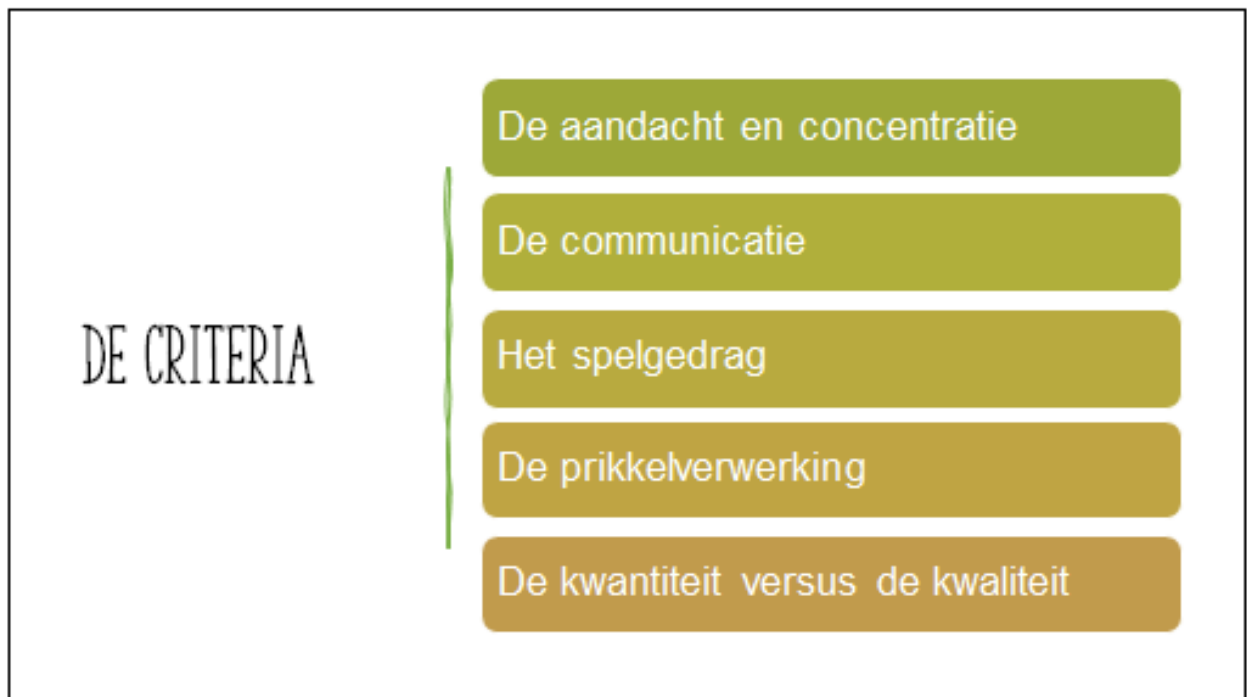 DE CRITERIA
De aandacht en concentratie
De communicatie
Het spelgedrag
De prikkelverwerking
De kwantiteit versus de kwaliteit